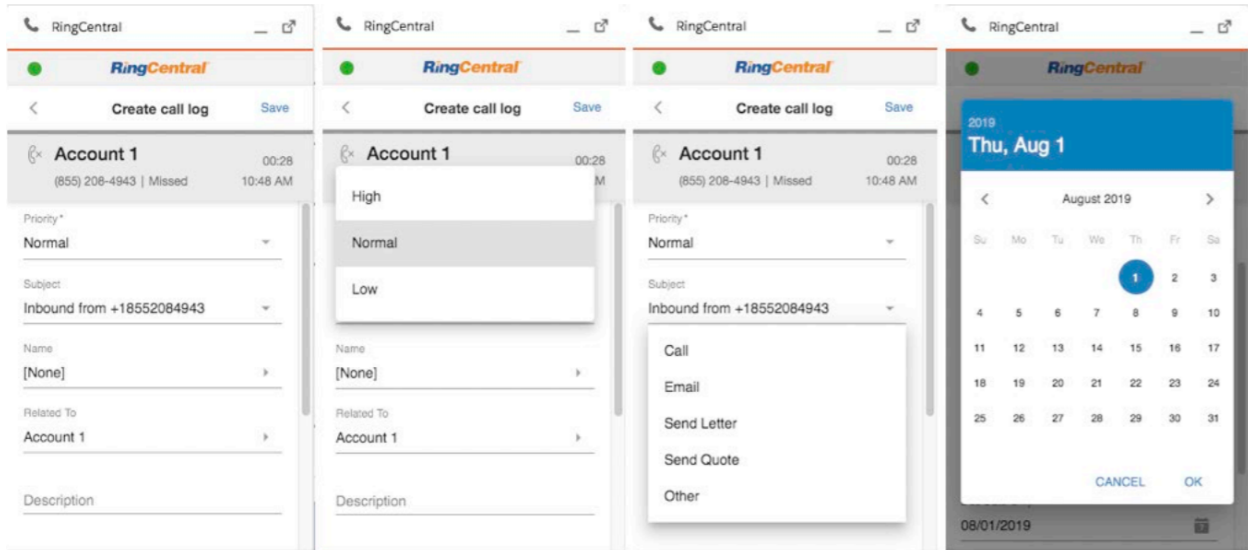 RingCentral
RingCentral
Create call log Save
Account 1 00:28
(855) 208-4943 | Missed 10:48 AM
Priority*
Normal
Subject
Inbound from +18552084943
Name
[None]
Related To
Account 1
Description
RingCentral
RingCentral
Create call log Save
Account 1 00:28
M
High
Normal
Low
Name
[None]
Related To
Account 1
Description
RingCentral
RingCentral
Create call log Save
Account 1 00:28
(855) 208-4943 | Missed 10:48 AM
Priority*
Normal
Subject
Inbound from +18552084943
Call
Email
Send Letter
Send Quote
Other
RingCentral
RingCentral
2019
Thu, Aug 1
August 2019
Su Mo Tu We Th Fr Sa
1 2 3
4 5 6 7 8 9 10
11 12 13 14 15 16 17
18 19 20 21 22 23 24
25 26 27 28 29 30 31
CANCEL OK
08/01/2019